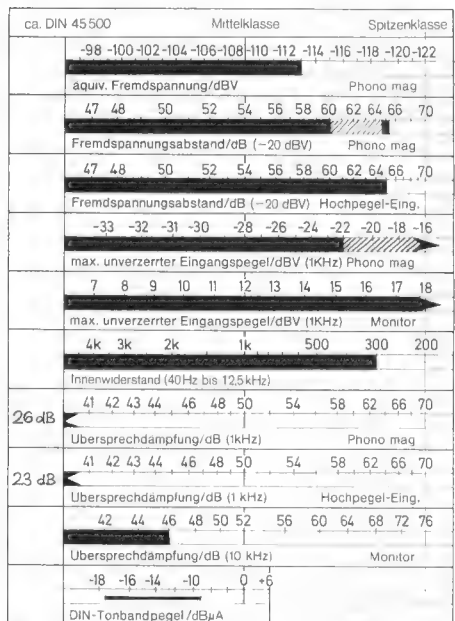 ca. DIN 45500 Mittelklasse Spitzenklasse
-98 -100 -102 -104 -106 -108 -110 -112 -114 -116 -118 -120 -122
äquiv. Fremdspannung/dBV Phono mag
47 48 50 52 54 56 58 60 62 64 66 70
Fremdspannungsabstand/dB (-20 dBV) Phono mag
47 48 50 52 54 56 58 60 62 64 66 70
Fremdspannungsabstand/dB (-20 dBV) Hochpegel-Eing.
-33 -32 -31 -30 -28 -26 -24 -22 -20 -18 -16
max. unverzerrter Eingangspegel/dBV (1KHz) Phono mag
7 8 9 10 11 12 13 14 15 16 17 18
max. unverzerrter Eingangspegel/dBV (1KHz) Monitor
4k 3k 2k 1k 500 300 200
Innenwiderstand (40Hz bis 12,5kHz)
41 42 43 44 46 48 50 54 58 62 66 70
26 dB
Übersprechdämpfung/dB (1kHz) Phono mag
41 42 43 44 46 48 50 54 58 62 66 70
23 dB
Übersprechdämpfung/dB (1 kHz) Hochpegel-Eing.
42 44 46 48 50 52 56 60 64 68 72 76
Übersprechdämpfung/dB (10 kHz) Monitor
-18 -16 -14 -10 0 +6
DIN-Tonbandpegel/dBµA